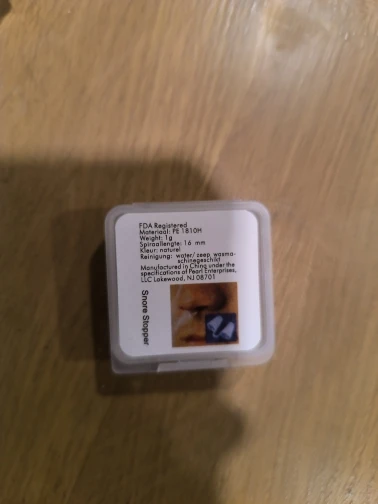 FDA Registered
Materiaal: PE 1810H
Weight: 1g
Spiraallengte: 16 mm
Kleur: naturel
Reinigung: water/ zeep, wasma-
schinegeschikt
Manufactured in China under the
specifications of Pearl Enterprises,
LLC Lakewood, NJ 08701
Snore Stopper